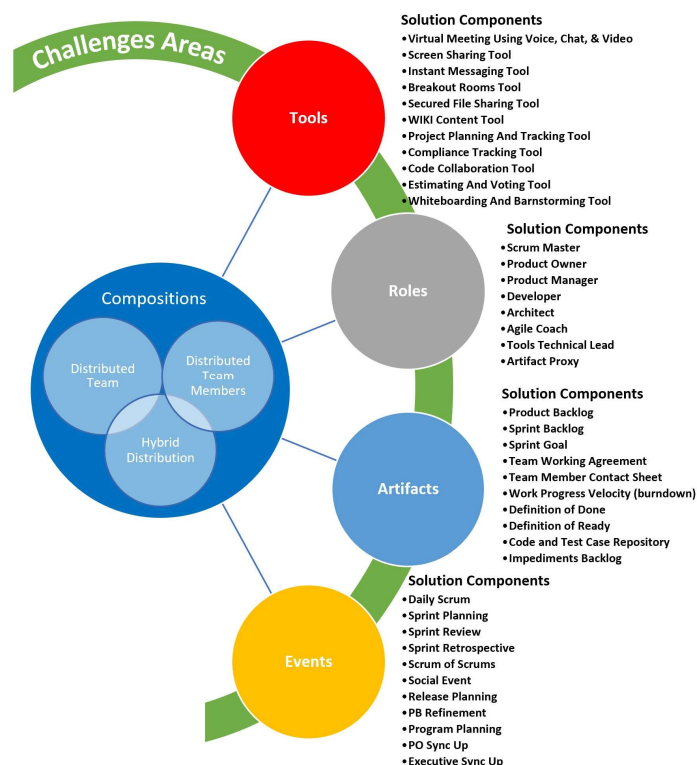 Challenges Areas
Tools
Solution Components
•Virtual Meeting Using Voice, Chat, & Video
•Screen Sharing Tool
•Instant Messaging Tool
•Breakout Rooms Tool
•Secured File Sharing Tool
•WIKI Content Tool
•Project Planning And Tracking Tool
•Compliance Tracking Tool
•Code Collaboration Tool
•Estimating And Voting Tool
•Whiteboarding And Barnstorming Tool
Roles
Solution Components
•Scrum Master
•Product Owner
•Product Manager
•Developer
•Architect
•Agile Coach
•Tools Technical Lead
•Artifact Proxy
Compositions
Distributed
Team
Distributed
Team
Members
Hybrid
Distribution
Artifacts
Solution Components
•Product Backlog
•Sprint Backlog
•Sprint Goal
•Team Working Agreement
•Team Member Contact Sheet
•Work Progress Velocity (burndown)
•Definition of Done
•Definition of Ready
•Code and Test Case Repository
•Impediments Backlog
Events
Solution Components
•Daily Scrum
•Sprint Planning
•Sprint Review
•Sprint Retrospective
•Scrum of Scrums
•Social Event
•Release Planning
•PB Refinement
•Program Planning
•PO Sync Up
•Executive Sync Up